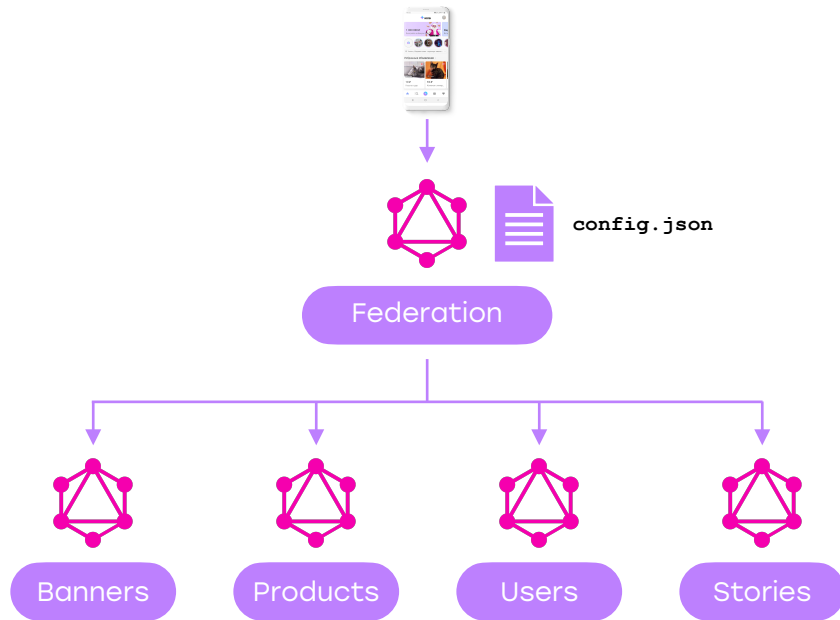 config.json
Federation
Banners
Products
Users
Stories